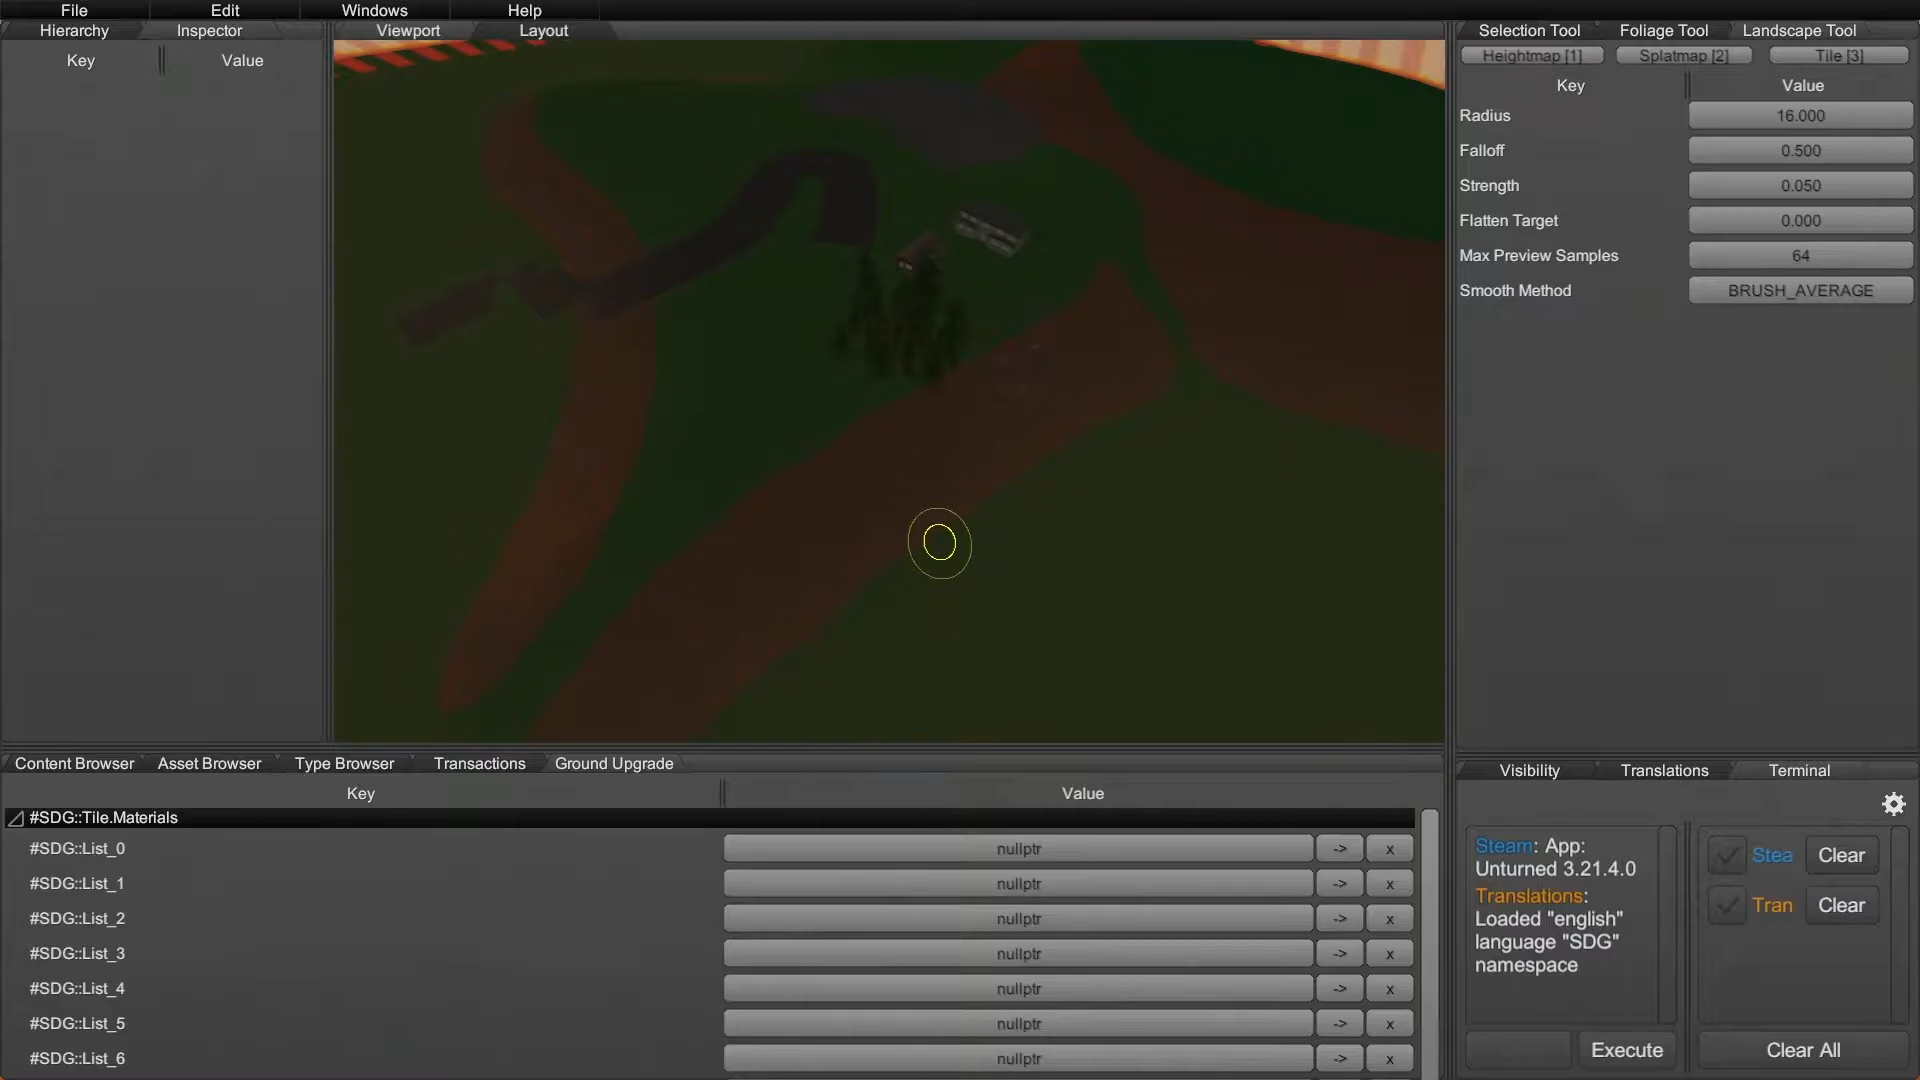 File
Edit
Windows
Help
Hierarchy
Inspector
Viewport
Layout
Selection Tool
Foliage Tool
Landscape Tool
Key
Value
Heightmap [1]
Splatmap [2]
Tile [3]
Key
Value
Radius
16.000
Falloff
0.500
Strength
0.050
Flatten Target
0.000
Max Preview Samples
64
Smooth Method
BRUSH_AVERAGE
Content Browser
Asset Browser
Type Browser
Transactions
Ground Upgrade
Key
Value
#SDG::Tile.Materials
#SDG::List_0
nullptr
->
x
#SDG::List_1
nullptr
->
x
#SDG::List_2
nullptr
->
x
#SDG::List_3
nullptr
->
x
#SDG::List_4
nullptr
->
x
#SDG::List_5
nullptr
->
x
#SDG::List_6
nullptr
->
x
Visibility
Translations
Terminal
Steam: App:
Unturned 3.21.4.0
Translations:
Loaded "english"
language "SDG"
namespace
Stea
Clear
Tran
Clear
Execute
Clear All